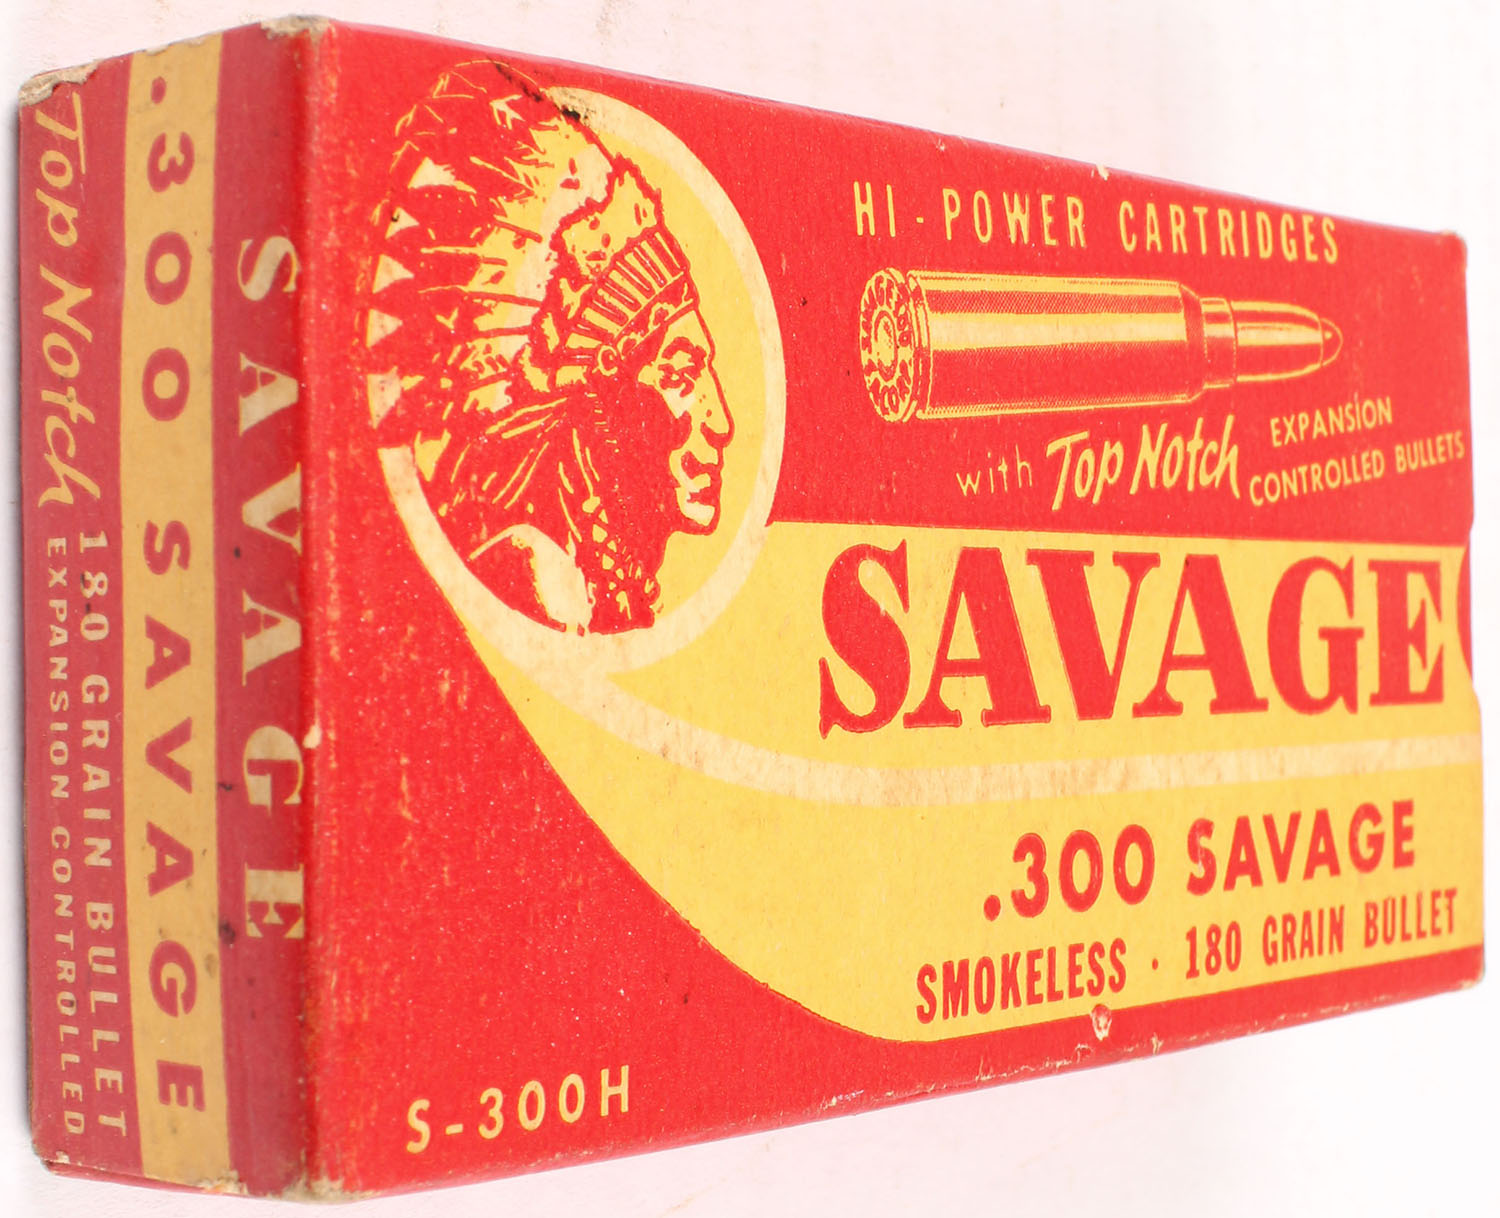 HI-POWER CARTRIDGES
with Top Notch EXPANSION
CONTROLLED BULLETS
SAVAGE
.300 SAVAGE
SMOKELESS · 180 GRAIN BULLET
S-300H
SAVAGE
.300 SAVAGE
Top Notch 180 GRAIN BULLET
EXPANSION CONTROLLED